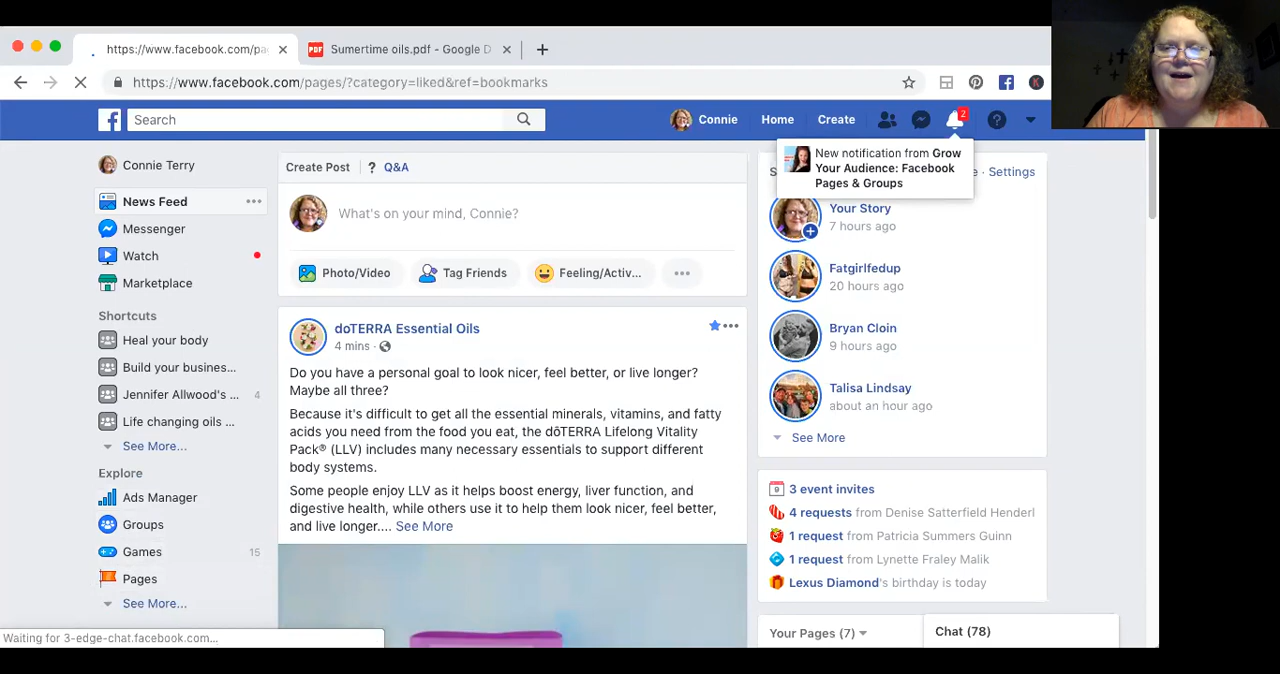 https://www.facebook.com/pa
Sumertime oils.pdf - Google D
https://www.facebook.com/pages/?category=liked&ref=bookmarks
Search
Connie
Home
Create
2
New notification from Grow
Your Audience: Facebook
Pages & Groups
Settings
Connie Terry
News Feed
Messenger
Watch
Marketplace
Shortcuts
Heal your body
Build your business...
Jennifer Allwood's ... 4
Life changing oils ...
See More...
Explore
Ads Manager
Groups
Games 15
Pages
See More...
Waiting for 3-edge-chat.facebook.com...
Create Post
? Q&A
What's on your mind, Connie?
Photo/Video
Tag Friends
Feeling/Activ...
doTERRA Essential Oils
4 mins
Do you have a personal goal to look nicer, feel better, or live longer?
Maybe all three?
Because it's difficult to get all the essential minerals, vitamins, and fatty
acids you need from the food you eat, the dōTERRA Lifelong Vitality
Pack® (LLV) includes many necessary essentials to support different
body systems.
Some people enjoy LLV as it helps boost energy, liver function, and
digestive health, while others use it to help them look nicer, feel better,
and live longer.... See More
Your Story
7 hours ago
Fatgirlfedup
20 hours ago
Bryan Cloin
9 hours ago
Talisa Lindsay
about an hour ago
See More
3 event invites
4 requests from Denise Satterfield Henderl
1 request from Patricia Summers Guinn
1 request from Lynette Fraley Malik
Lexus Diamond's birthday is today
Your Pages (7)
Chat (78)